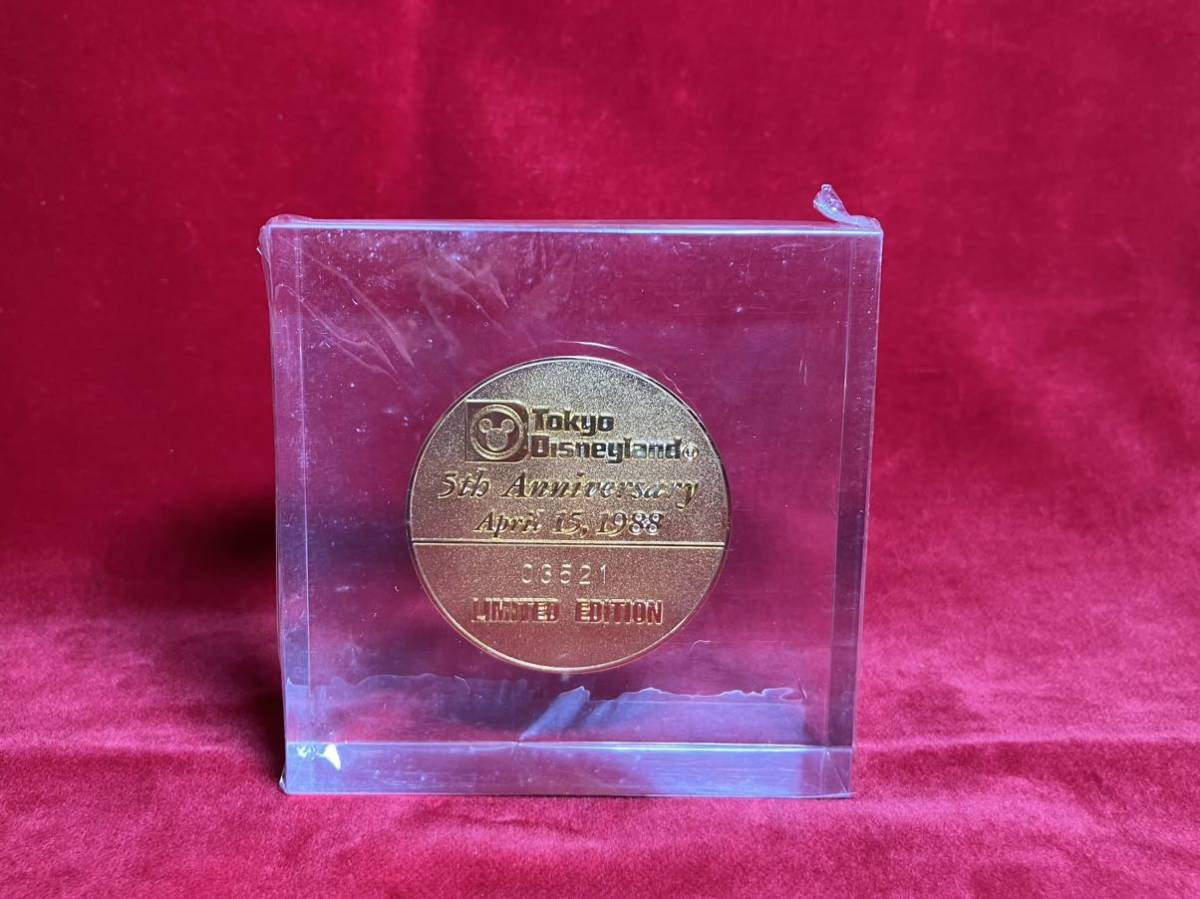 Tokyo
Disneyland®
5th Anniversary
April 15, 1988
03521
LIMITED EDITION